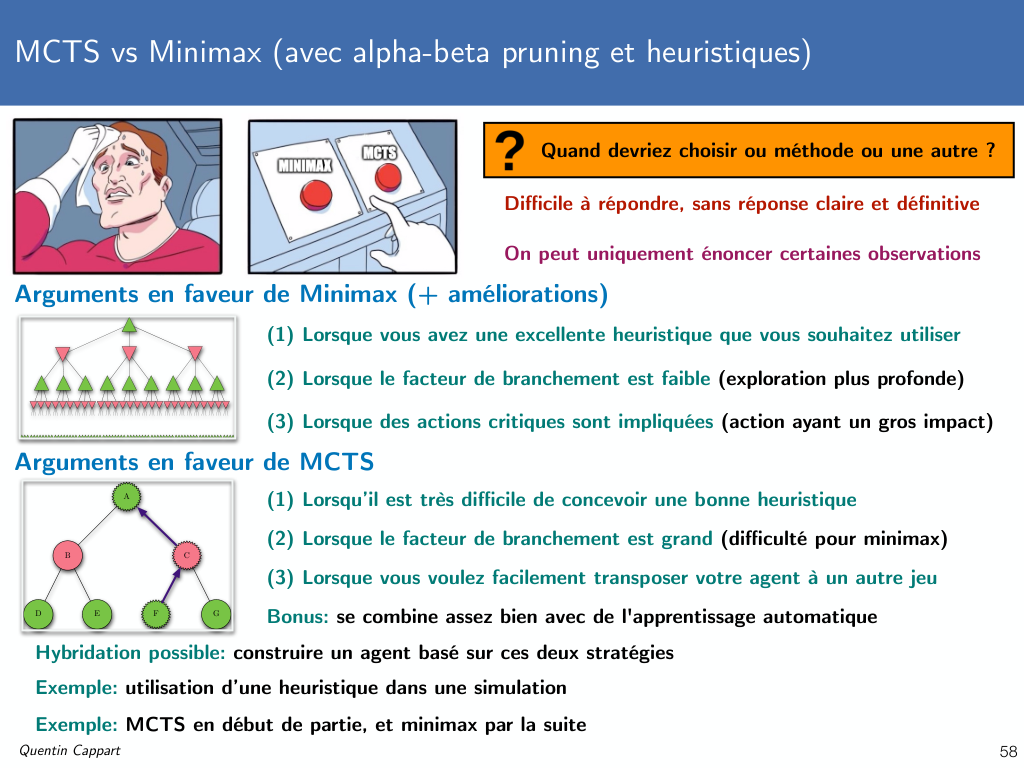 MCTS vs Minimax (avec alpha-beta pruning et heuristiques)
MINIMAX
MCTS
? Quand devriez choisir ou méthode ou une autre ?
Difficile à répondre, sans réponse claire et définitive
On peut uniquement énoncer certaines observations
Arguments en faveur de Minimax (+ améliorations)
(1) Lorsque vous avez une excellente heuristique que vous souhaitez utiliser
(2) Lorsque le facteur de branchement est faible (exploration plus profonde)
(3) Lorsque des actions critiques sont impliquées (action ayant un gros impact)
Arguments en faveur de MCTS
A
B
C
D
E
F
G
(1) Lorsqu'il est très difficile de concevoir une bonne heuristique
(2) Lorsque le facteur de branchement est grand (difficulté pour minimax)
(3) Lorsque vous voulez facilement transposer votre agent à un autre jeu
Bonus: se combine assez bien avec de l'apprentissage automatique
Hybridation possible: construire un agent basé sur ces deux stratégies
Exemple: utilisation d'une heuristique dans une simulation
Exemple: MCTS en début de partie, et minimax par la suite
Quentin Cappart
58